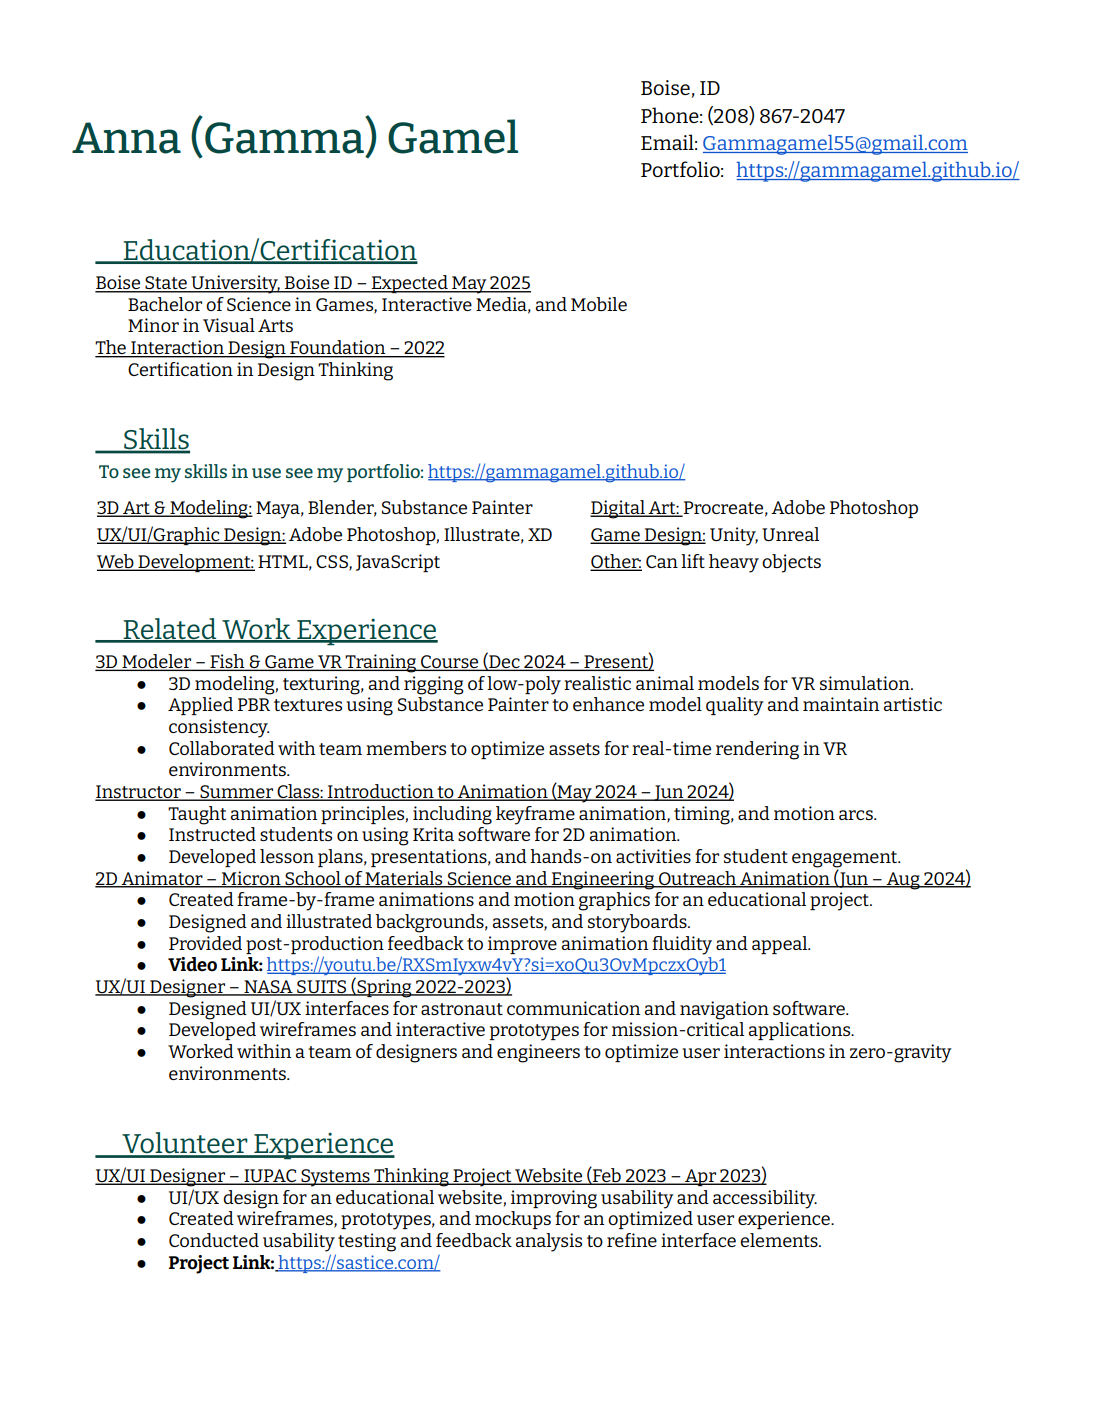 Anna (Gamma) Gamel
Boise, ID
Phone: (208) 867-2047
Email: Gammagamel55@gmail.com
Portfolio: https://gammagamel.github.io/
Education/Certification
Boise State University, Boise ID – Expected May 2025
Bachelor of Science in Games, Interactive Media, and Mobile
Minor in Visual Arts
The Interaction Design Foundation – 2022
Certification in Design Thinking
Skills
To see my skills in use see my portfolio: https://gammagamel.github.io/
3D Art & Modeling: Maya, Blender, Substance Painter
UX/UI/Graphic Design: Adobe Photoshop, Illustrate, XD
Web Development: HTML, CSS, JavaScript
Digital Art: Procreate, Adobe Photoshop
Game Design: Unity, Unreal
Other: Can lift heavy objects
Related Work Experience
3D Modeler – Fish & Game VR Training Course (Dec 2024 – Present)
● 3D modeling, texturing, and rigging of low-poly realistic animal models for VR simulation.
● Applied PBR textures using Substance Painter to enhance model quality and maintain artistic
consistency.
● Collaborated with team members to optimize assets for real-time rendering in VR
environments.
Instructor – Summer Class: Introduction to Animation (May 2024 – Jun 2024)
● Taught animation principles, including keyframe animation, timing, and motion arcs.
● Instructed students on using Krita software for 2D animation.
● Developed lesson plans, presentations, and hands-on activities for student engagement.
2D Animator – Micron School of Materials Science and Engineering Outreach Animation (Jun – Aug 2024)
● Created frame-by-frame animations and motion graphics for an educational project.
● Designed and illustrated backgrounds, assets, and storyboards.
● Provided post-production feedback to improve animation fluidity and appeal.
● Video Link: https://youtu.be/RXSmIyxw4vY?si=xoQu3OvMpczxOyb1
UX/UI Designer – NASA SUITS (Spring 2022-2023)
● Designed UI/UX interfaces for astronaut communication and navigation software.
● Developed wireframes and interactive prototypes for mission-critical applications.
● Worked within a team of designers and engineers to optimize user interactions in zero-gravity
environments.
Volunteer Experience
UX/UI Designer – IUPAC Systems Thinking Project Website (Feb 2023 – Apr 2023)
● UI/UX design for an educational website, improving usability and accessibility.
● Created wireframes, prototypes, and mockups for an optimized user experience.
● Conducted usability testing and feedback analysis to refine interface elements.
● Project Link: https://sastice.com/